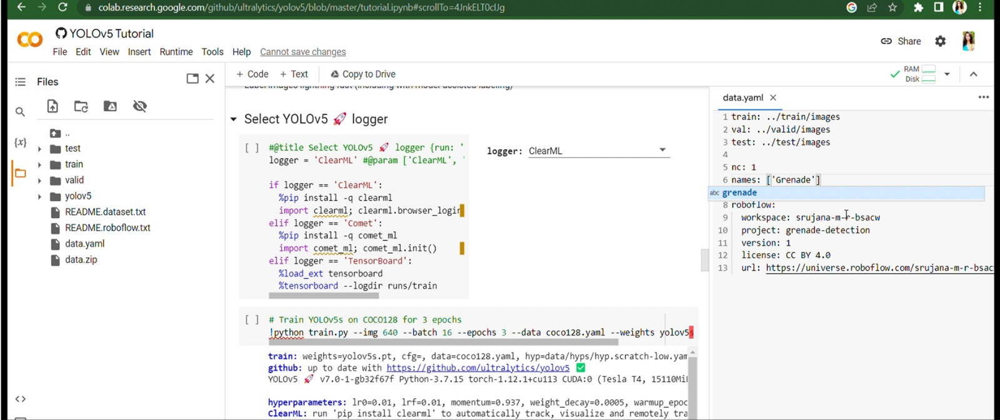 colab.research.google.com/github/ultralytics/yolov5/blob/master/tutorial.ipynb#scrollTo=4JnkELT0cIJg
YOLOv5 Tutorial
File Edit View Insert Runtime Tools Help Cannot save changes
Share
Files
+ Code + Text Copy to Drive
RAM
Disk
..
test
train
valid
yolov5
README.dataset.txt
README.roboflow.txt
data.yaml
data.zip
Select YOLOv5 🚀 logger
[ ] #@title Select YOLOv5 🚀 logger {run: '
logger = 'ClearML' #@param ['ClearML', '
if logger == 'ClearML':
%pip install -q clearml
import clearml; clearml.browser_login
elif logger == 'Comet':
%pip install -q comet_ml
import comet_ml; comet_ml.init()
elif logger == 'TensorBoard':
%load_ext tensorboard
%tensorboard --logdir runs/train
logger: ClearML
[ ] # Train YOLOv5s on COCO128 for 3 epochs
!python train.py --img 640 --batch 16 --epochs 3 --data coco128.yaml --weights yolov5s
train: weights=yolov5s.pt, cfg=, data=coco128.yaml, hyp=data/hyps/hyp.scratch-low.yam
github: up to date with https://github.com/ultralytics/yolov5 ✅
YOLOv5 🚀 v7.0-1-gb32f67f Python-3.7.15 torch-1.12.1+cu113 CUDA:0 (Tesla T4, 15110Mi
hyperparameters: lr0=0.01, lrf=0.01, momentum=0.937, weight_decay=0.0005, warmup_epoc
ClearML: run 'pip install clearml' to automatically track, visualize and remotely tra
data.yaml
1 train: ../train/images
2 val: ../valid/images
3 test: ../test/images
4
5 nc: 1
6 names: ['Grenade']
abc grenade
8 roboflow:
9 workspace: srujana-m-r-bsacw
10 project: grenade-detection
11 version: 1
12 license: CC BY 4.0
13 url: https://universe.roboflow.com/srujana-m-r-bsac